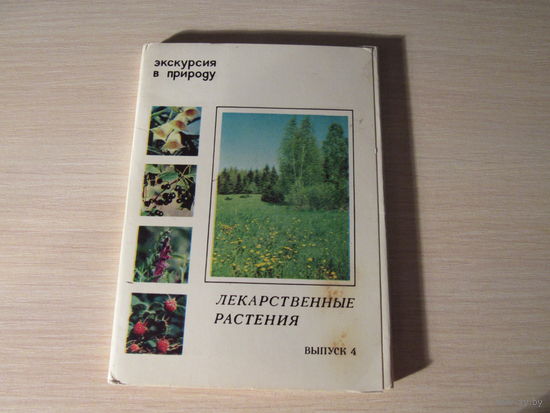 экскурсия
в природу
ЛЕКАРСТВЕННЫЕ
РАСТЕНИЯ
ВЫПУСК 4